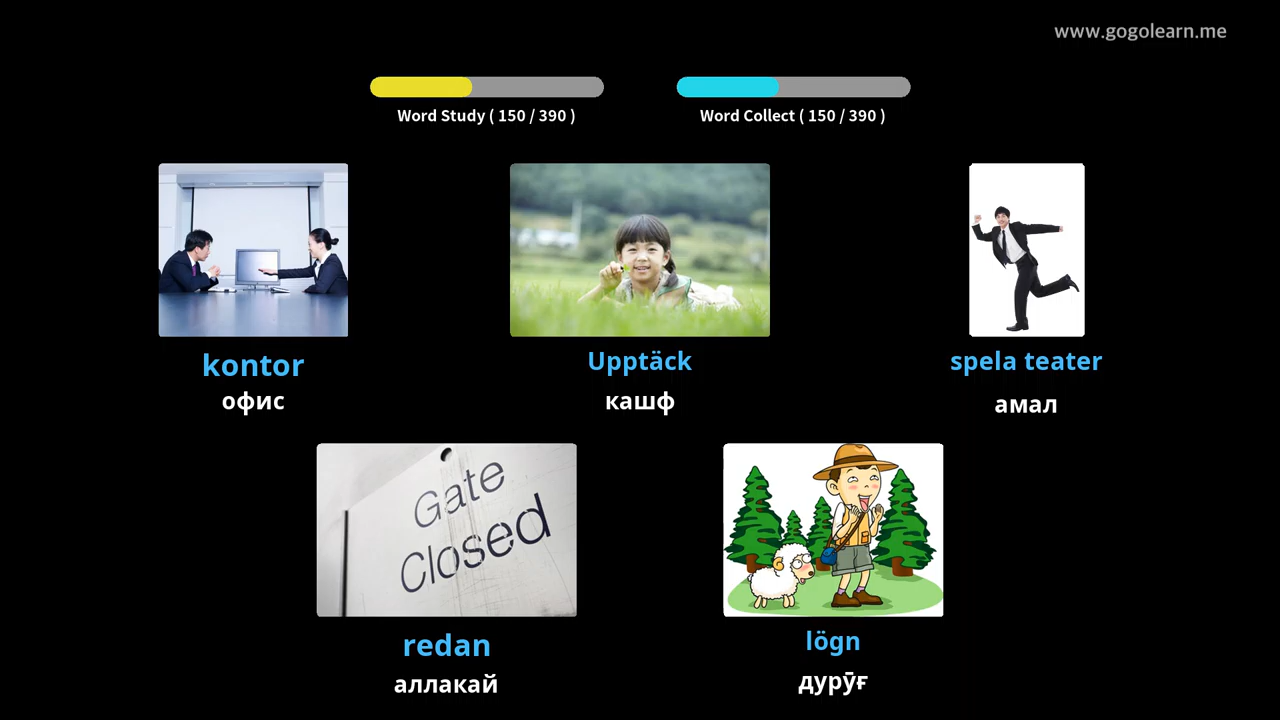 www.gogolearn.me
Word Study ( 150 / 390 )
Word Collect ( 150 / 390 )
kontor
офис
Upptäck
кашф
spela teater
амал
Gate
Closed
redan
аллакай
lögn
дурӯғ